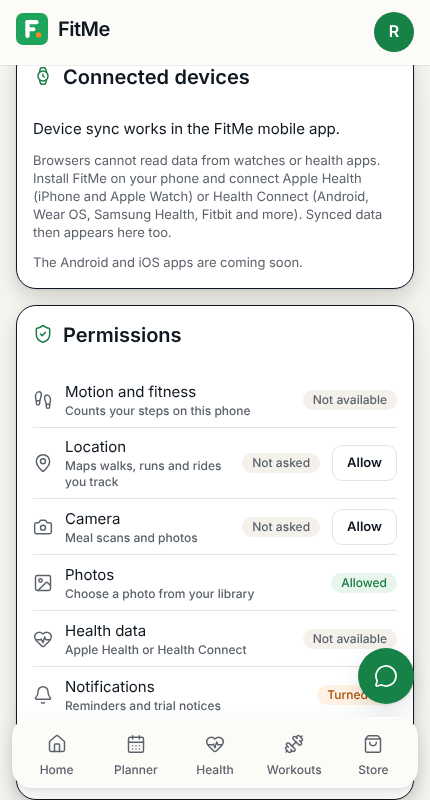 FitMe
R
Connected devices
Device sync works in the FitMe mobile app.
Browsers cannot read data from watches or health apps.
Install FitMe on your phone and connect Apple Health
(iPhone and Apple Watch) or Health Connect (Android,
Wear OS, Samsung Health, Fitbit and more). Synced data
then appears here too.
The Android and iOS apps are coming soon.
Permissions
Motion and fitness
Counts your steps on this phone
Not available
Location
Maps walks, runs and rides
you track
Not asked
Allow
Camera
Meal scans and photos
Not asked
Allow
Photos
Choose a photo from your library
Allowed
Health data
Apple Health or Health Connect
Not available
Notifications
Reminders and trial notices
Turned
Home
Planner
Health
Workouts
Store